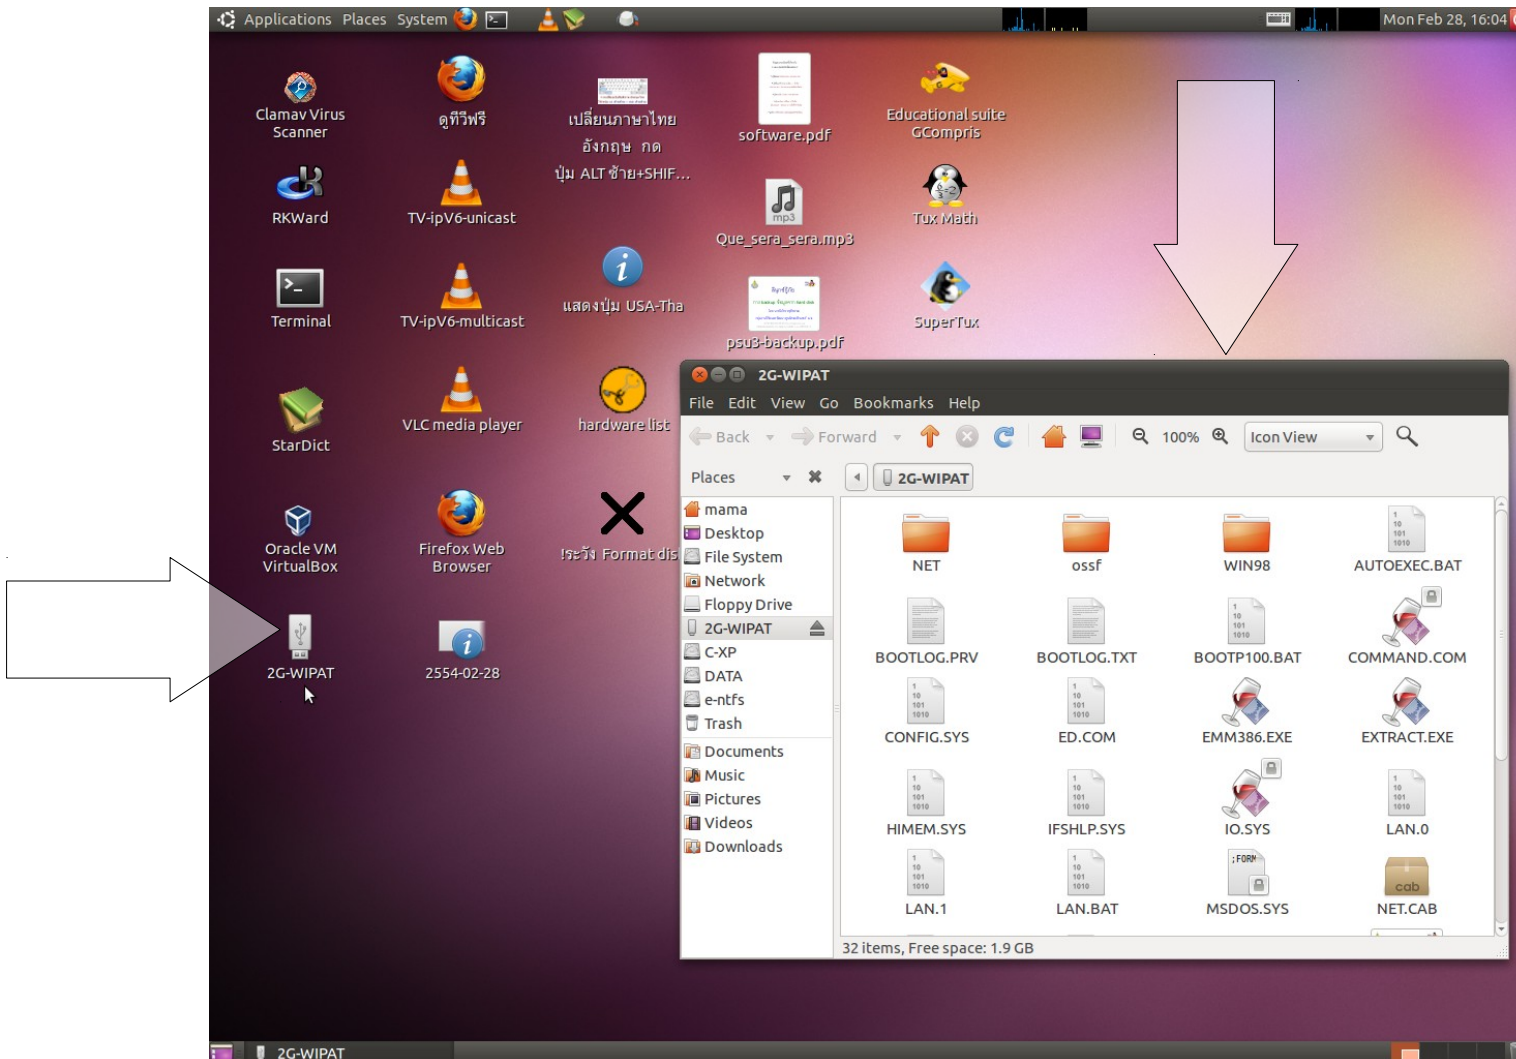 Applications Places System
Mon Feb 28, 16:04
Clamav Virus
Scanner
ดูทีวีฟรี
เปลี่ยนภาษาไทย
อังกฤษ กด
ปุ่ม ALT ซ้าย+SHIF...
software.pdf
Educational suite
GCompris
RKWard
TV-ipV6-unicast
mp3
Que_sera_sera.mp3
Tux Math
Terminal
TV-ipV6-multicast
แสดงปุ่ม USA-Tha
psu3-backup.pdf
SuperTux
StarDict
VLC media player
hardware list
Oracle VM
VirtualBox
Firefox Web
Browser
!ระวัง Format dis
2G-WIPAT
2554-02-28
2G-WIPAT
File Edit View Go Bookmarks Help
Back Forward 100% Icon View
Places
2G-WIPAT
mama
Desktop
File System
Network
Floppy Drive
2G-WIPAT
C-XP
DATA
e-ntfs
Trash
Documents
Music
Pictures
Videos
Downloads
NET
ossf
WIN98
AUTOEXEC.BAT
BOOTLOG.PRV
BOOTLOG.TXT
BOOTP100.BAT
COMMAND.COM
CONFIG.SYS
ED.COM
EMM386.EXE
EXTRACT.EXE
HIMEM.SYS
IFSHLP.SYS
IO.SYS
LAN.0
;FORM
cab
LAN.1
LAN.BAT
MSDOS.SYS
NET.CAB
32 items, Free space: 1.9 GB
2G-WIPAT